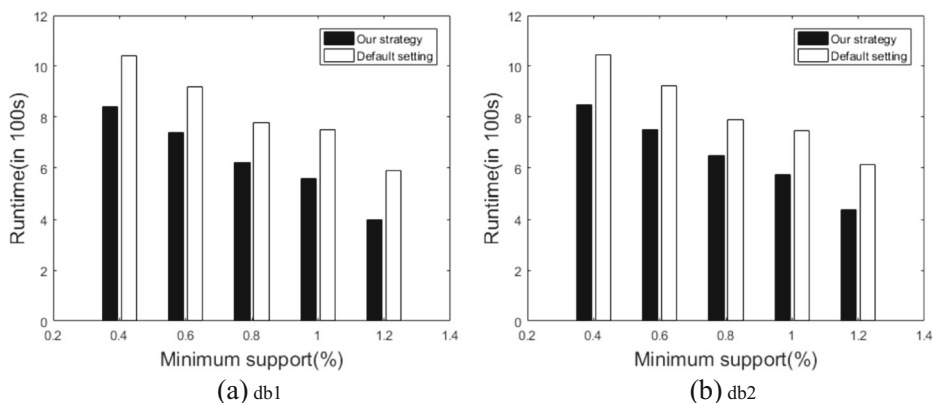 12
10
8
6
4
2
0
Runtime(in 100s)
Our strategy
Default setting
0.2 0.4 0.6 0.8 1 1.2 1.4
Minimum support(%)
(a) db1
12
10
8
6
4
2
0
Runtime(in 100s)
Our strategy
Default setting
0.2 0.4 0.6 0.8 1 1.2 1.4
Minimum support(%)
(b) db2